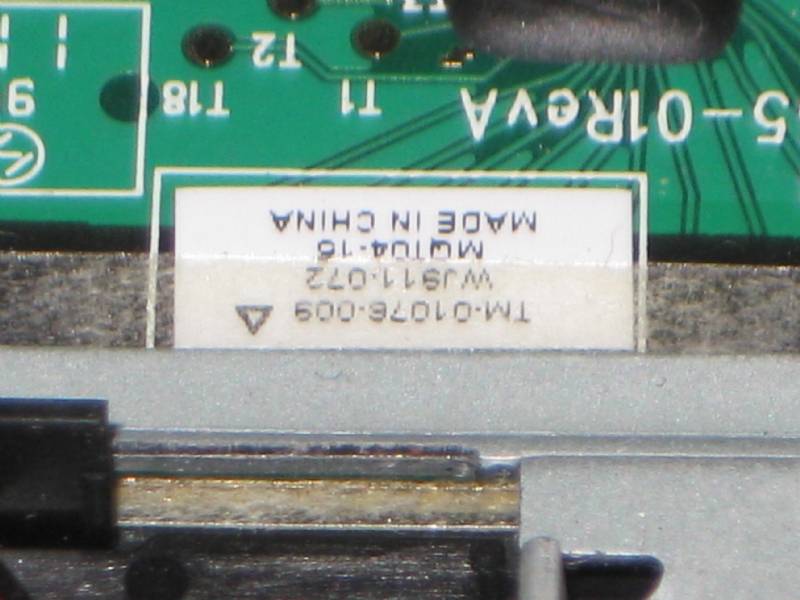 TM-01076-009
WJ911-072
MQT04-16
MADE IN CHINA
5-01RevA
T1
T18
T2